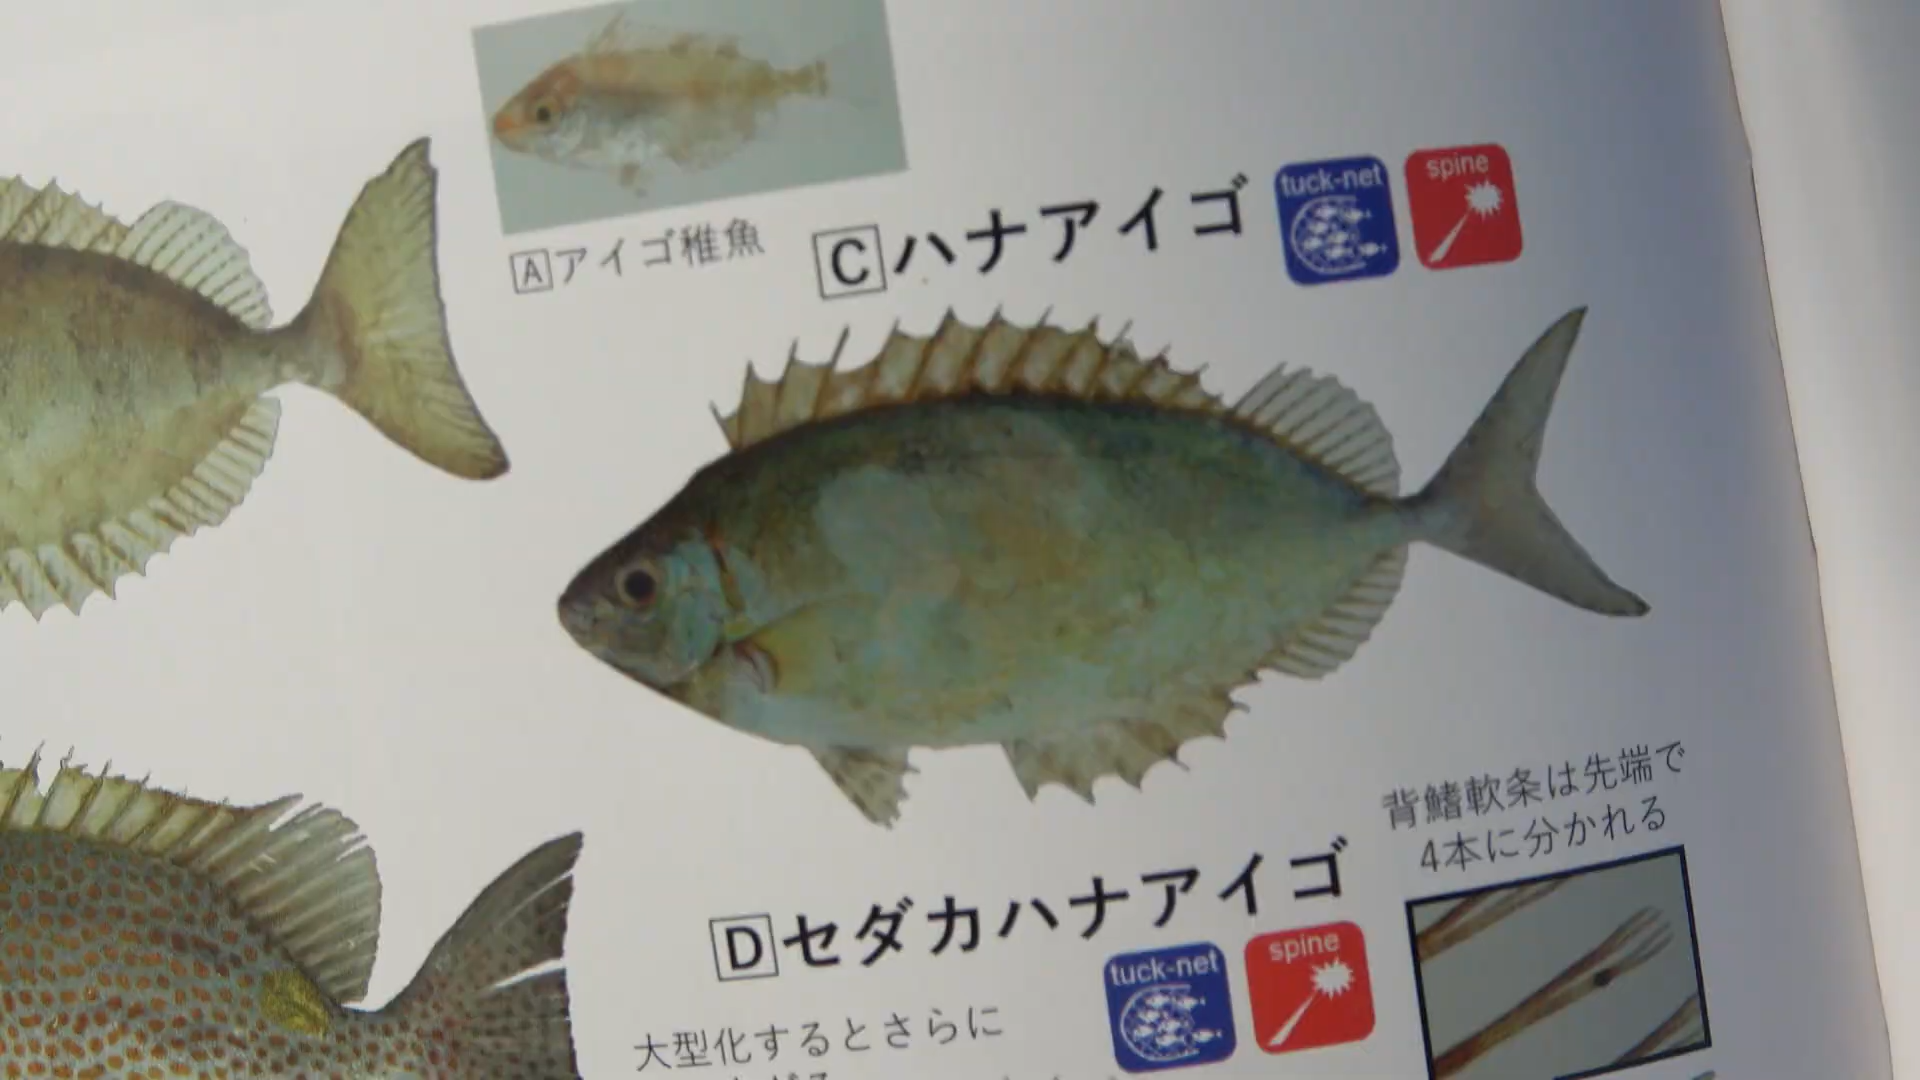 Aアイゴ稚魚
Cハナアイゴ
tuck-net
spine
背鰭軟条は先端で
4本に分かれる
Dセダカハナアイゴ
tuck-net
spine
大型化するとさらに